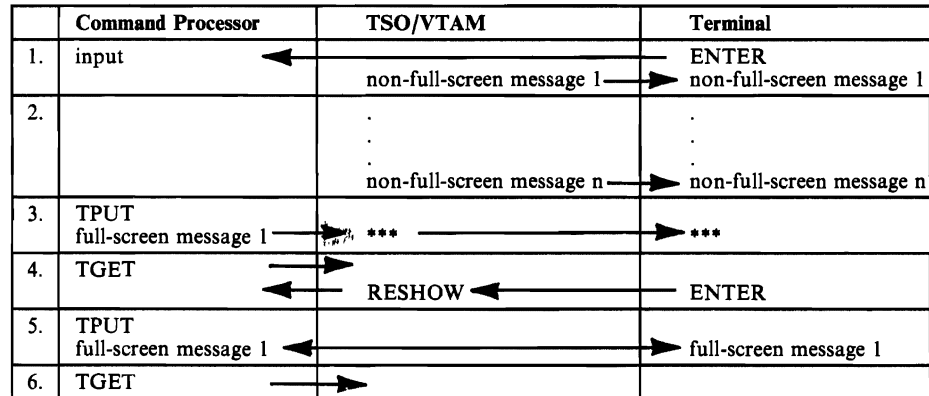 Command Processor TSO/VTAM Terminal
1. input ENTER
non-full-screen message 1 non-full-screen message 1
2. . .
. .
. .
non-full-screen message n non-full-screen message n
3. TPUT
full-screen message 1 *** ***
4. TGET
RESHOW ENTER
5. TPUT
full-screen message 1 full-screen message 1
6. TGET